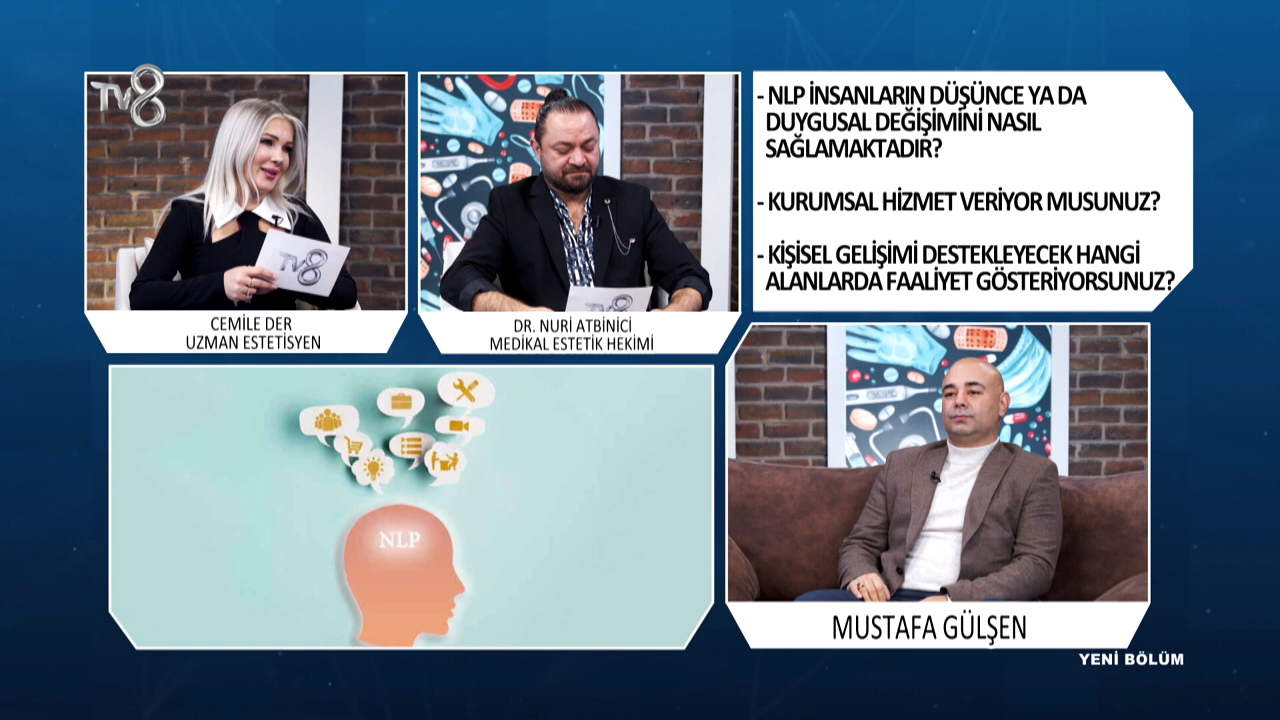 TV8
TV8
TV8
CEMİLE DER
UZMAN ESTETİSYEN
DR. NURİ ATBİNİCİ
MEDİKAL ESTETİK HEKİMİ
- NLP İNSANLARIN DÜŞÜNCE YA DA
DUYGUSAL DEĞİŞİMİNİ NASIL
SAĞLAMAKTADIR?
- KURUMSAL HİZMET VERİYOR MUSUNUZ?
- KİŞİSEL GELİŞİMİ DESTEKLEYECEK HANGİ
ALANLARDA FAALİYET GÖSTERİYORSUNUZ?
NLP
MUSTAFA GÜLŞEN
YENİ BÖLÜM